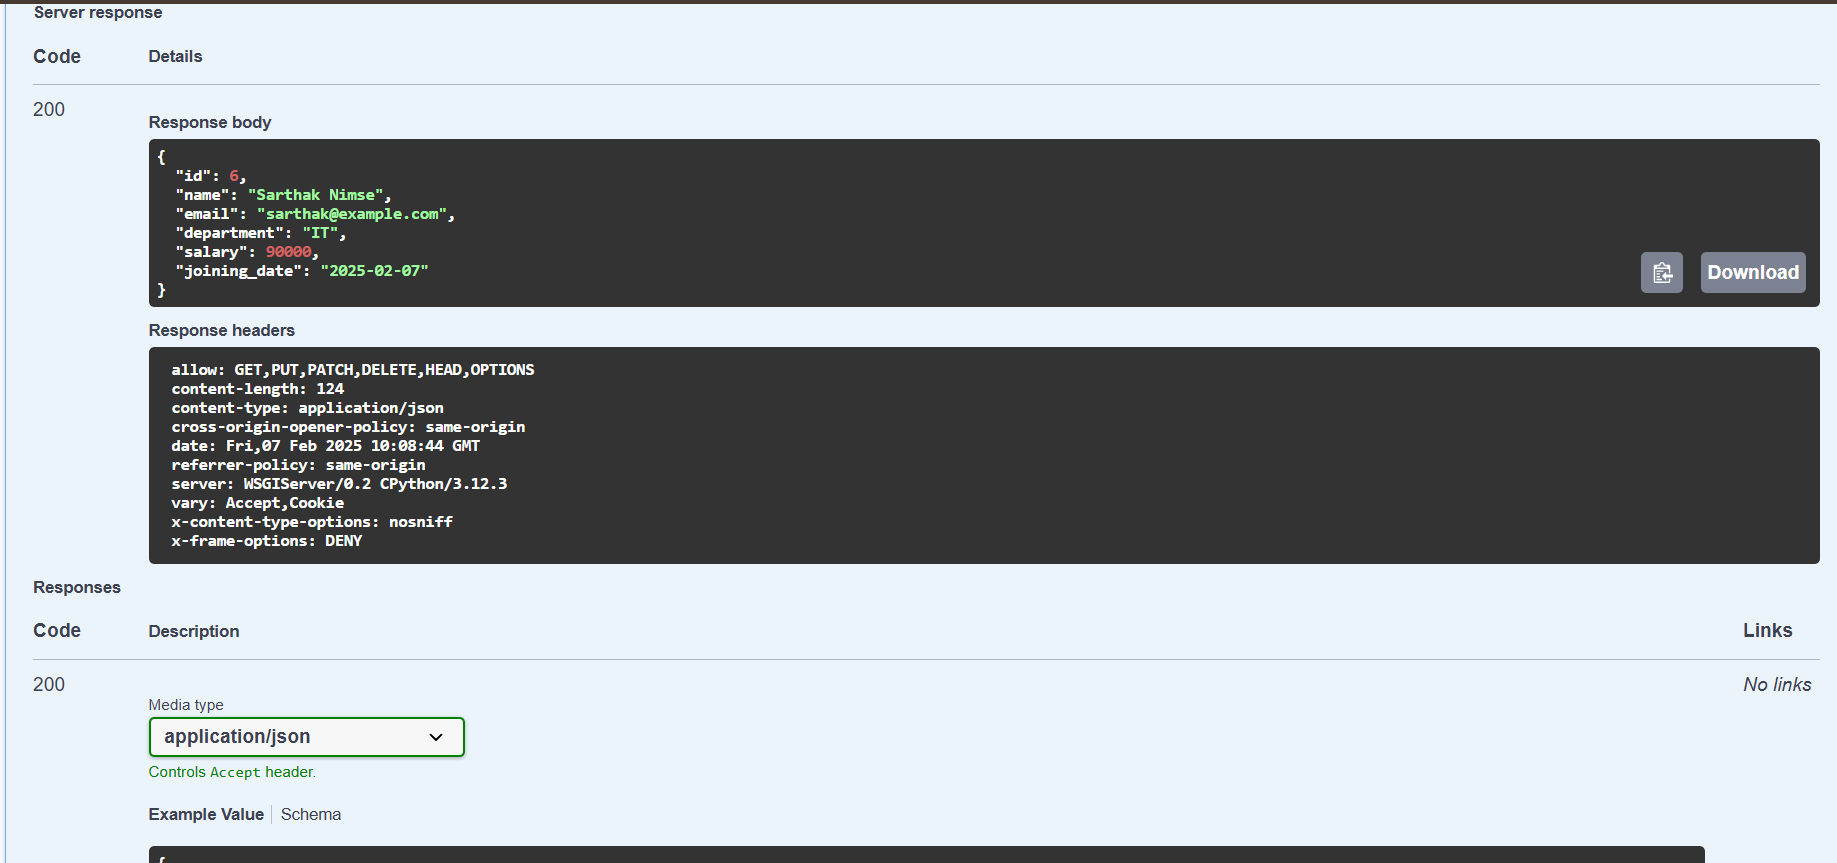 Server response
Code Details
200
Response body
{
  "id": 6,
  "name": "Sarthak Nimse",
  "email": "sarthak@example.com",
  "department": "IT",
  "salary": 90000,
  "joining_date": "2025-02-07"
}
Download
Response headers
allow: GET,PUT,PATCH,DELETE,HEAD,OPTIONS
content-length: 124
content-type: application/json
cross-origin-opener-policy: same-origin
date: Fri,07 Feb 2025 10:08:44 GMT
referrer-policy: same-origin
server: WSGIServer/0.2 CPython/3.12.3
vary: Accept,Cookie
x-content-type-options: nosniff
x-frame-options: DENY
Responses
Code Description Links
200 No links
Media type
application/json
Controls Accept header.
Example Value Schema
{